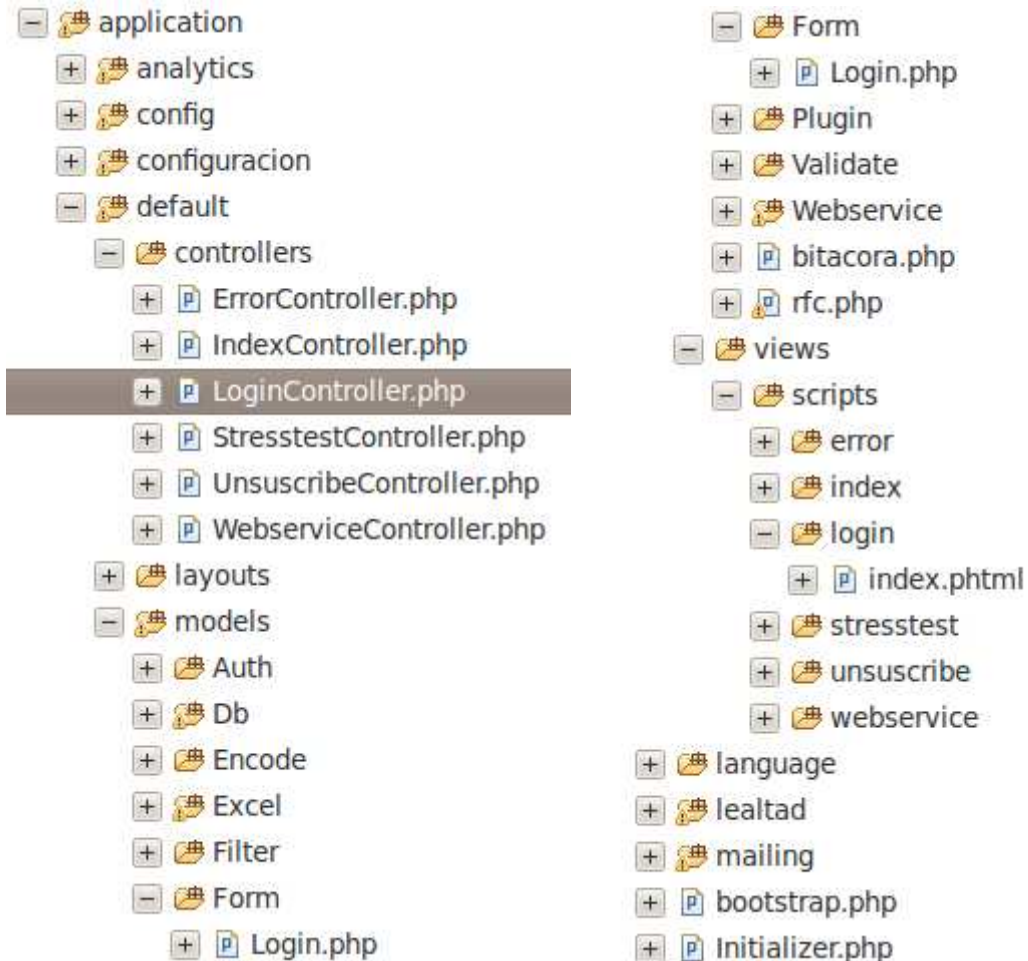 application
analytics
config
configuracion
default
controllers
ErrorController.php
IndexController.php
LoginController.php
StresstestController.php
UnsuscribeController.php
WebserviceController.php
layouts
models
Auth
Db
Encode
Excel
Filter
Form
Login.php
Form
Login.php
Plugin
Validate
Webservice
bitacora.php
rfc.php
views
scripts
error
index
login
index.phtml
stresstest
unsuscribe
webservice
language
lealtad
mailing
bootstrap.php
Initializer.php